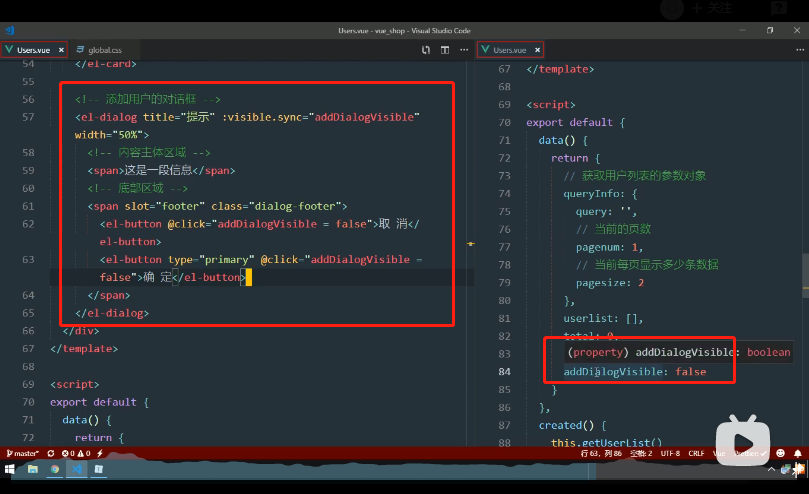 + 关注
Users.vue - vue_shop - Visual Studio Code
Users.vue ×
global.css
Users.vue ×
54 </el-card>
55
56 <!-- 添加用户的对话框 -->
57 <el-dialog title="提示" :visible.sync="addDialogVisible"
width="50%">
58 <!-- 内容主体区域 -->
59 <span>这是一段信息</span>
60 <!-- 底部区域 -->
61 <span slot="footer" class="dialog-footer">
62 <el-button @click="addDialogVisible = false">取 消</
el-button>
63 <el-button type="primary" @click="addDialogVisible =
false">确 定</el-button>
64 </span>
65 </el-dialog>
66 </div>
67 </template>
68
69 <script>
70 export default {
71 data() {
72 return {
67 </template>
68
69 <script>
70 export default {
71 data() {
72 return {
73 // 获取用户列表的参数对象
74 queryInfo: {
75 query: '',
76 // 当前的页数
77 pagenum: 1,
78 // 当前每页显示多少条数据
79 pagesize: 2
80 },
81 userlist: [],
82 total: 0,
83 (property) addDialogVisible: boolean
84 addDialogVisible: false
85 }
86 },
87 created() {
88 this.getUserList()
master*
0 0
行 63，列 86 空格: 2 UTF-8 CRLF Vue